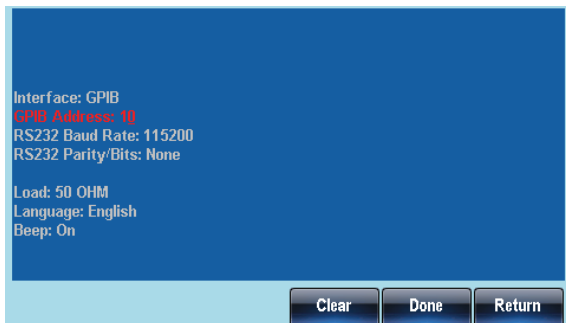 Interface: GPIB
GPIB Address: 10
RS232 Baud Rate: 115200
RS232 Parity/Bits: None
Load: 50 OHM
Language: English
Beep: On
Clear Done Return